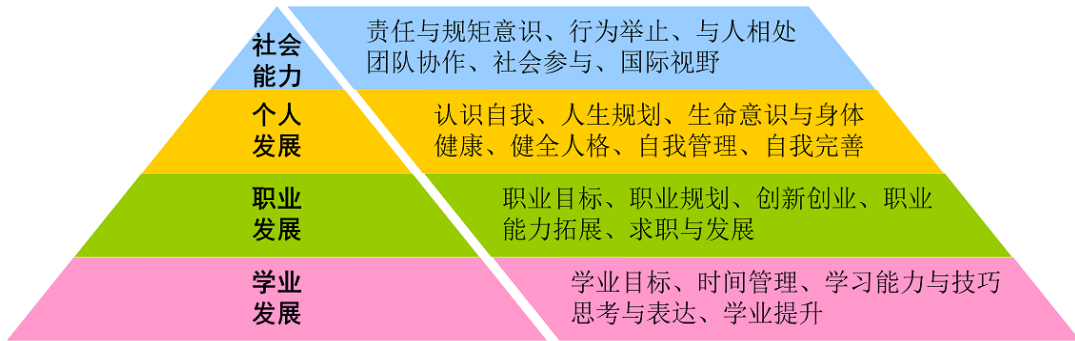 社会
能力
责任与规矩意识、行为举止、与人相处
团队协作、社会参与、国际视野
个人
发展
认识自我、人生规划、生命意识与身体
健康、健全人格、自我管理、自我完善
职业
发展
职业目标、职业规划、创新创业、职业
能力拓展、求职与发展
学业
发展
学业目标、时间管理、学习能力与技巧
思考与表达、学业提升